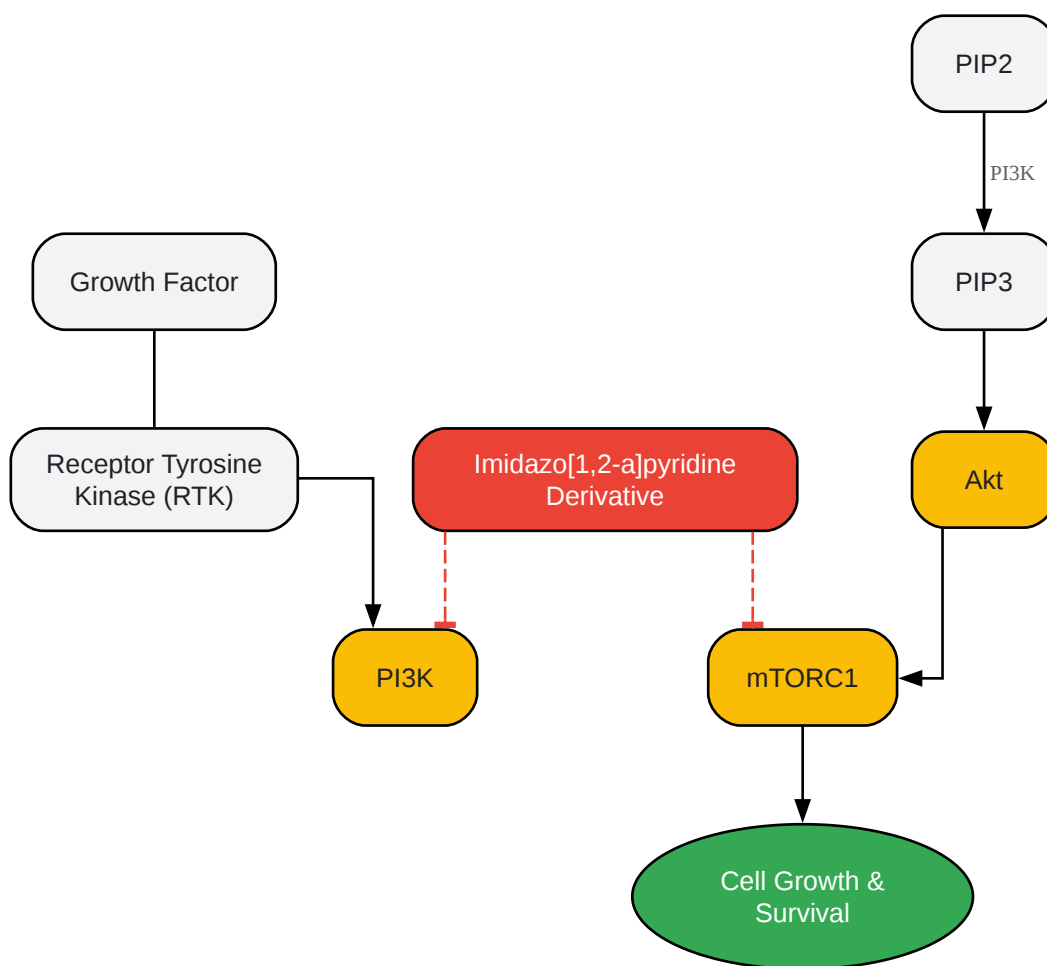 PIP2
PI3K
Growth Factor
PIP3
Receptor Tyrosine
Kinase (RTK)
Imidazo[1,2-a]pyridine
Derivative
Akt
PI3K
mTORC1
Cell Growth &
Survival